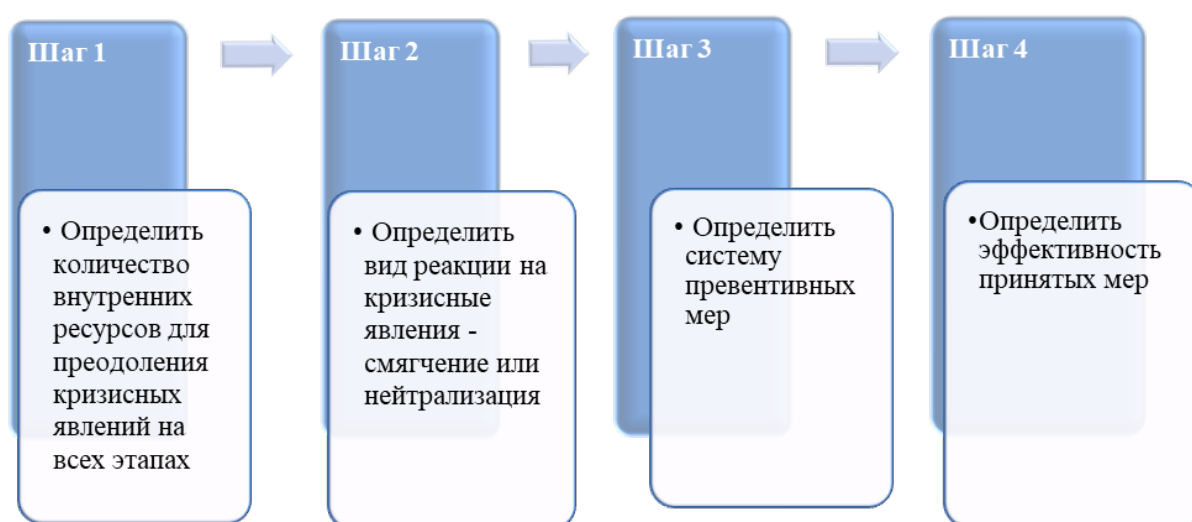 Шаг 1
• Определить
количество
внутренних
ресурсов для
преодоления
кризисных
явлений на
всех этапах
Шаг 2
• Определить
вид реакции на
кризисные
явления -
смягчение или
нейтрализация
Шаг 3
• Определить
систему
превентивных
мер
Шаг 4
•Определить
эффективность
принятых мер